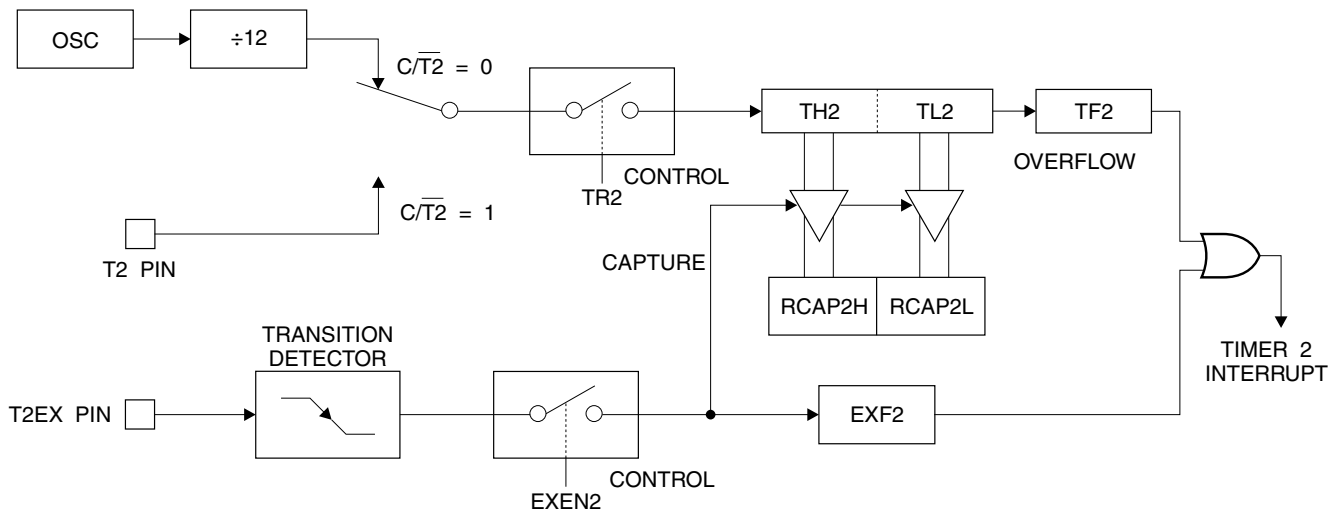 OSC
÷12
C/T2̅ = 0
TH2
TL2
TF2
OVERFLOW
CONTROL
TR2
C/T2̅ = 1
T2 PIN
CAPTURE
RCAP2H
RCAP2L
TRANSITION
DETECTOR
TIMER 2
INTERRUPT
T2EX PIN
EXF2
CONTROL
EXEN2